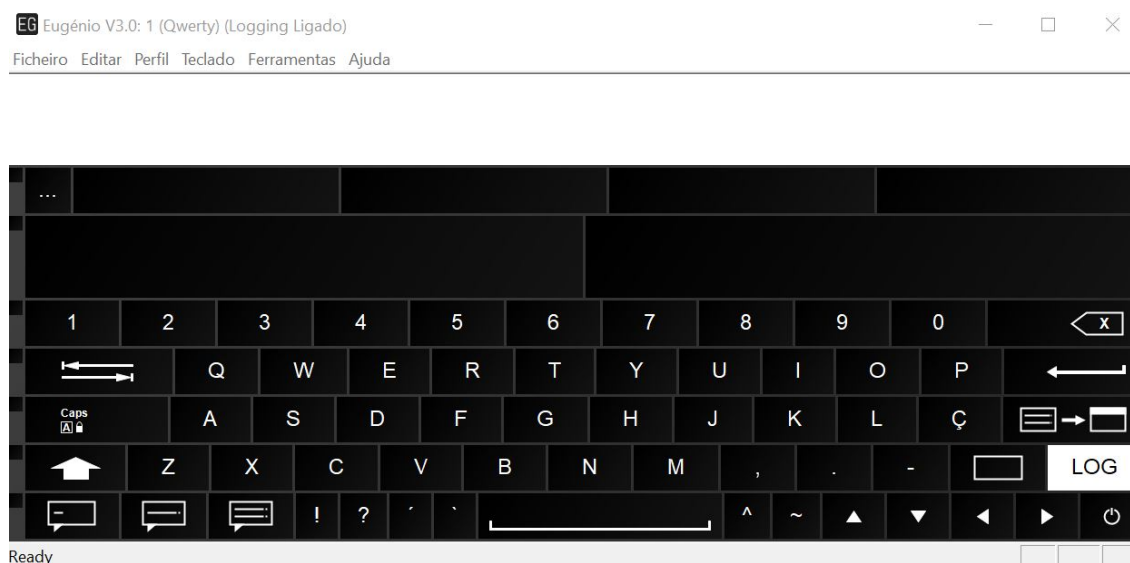 EG Eugénio V3.0: 1 (Qwerty) (Logging Ligado)
Ficheiro Editar Perfil Teclado Ferramentas Ajuda
...
1 2 3 4 5 6 7 8 9 0 X
Q W E R T Y U I O P
Caps
A
A S D F G H J K L Ç
Z X C V B N M , . - LOG
! ? ´ ` ^ ~
Ready